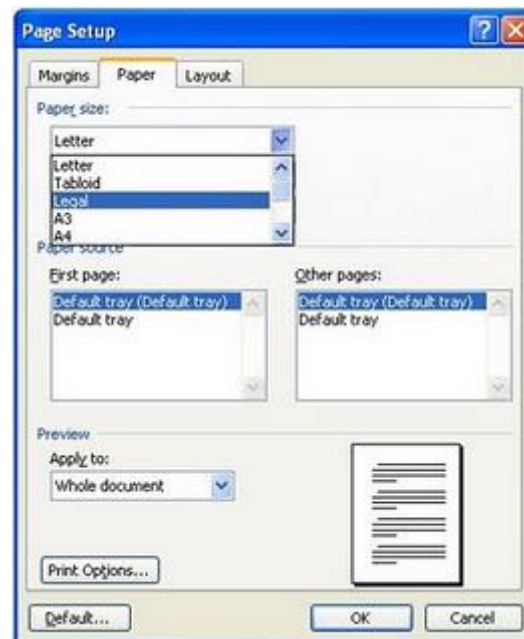 Page Setup
Margins Paper Layout
Paper size:
Letter
Letter
Tabloid
Legal
A3
A4
Paper source
First page: Other pages:
Default tray (Default tray) Default tray (Default tray)
Default tray Default tray
Preview
Apply to:
Whole document
Print Options...
Default... OK Cancel